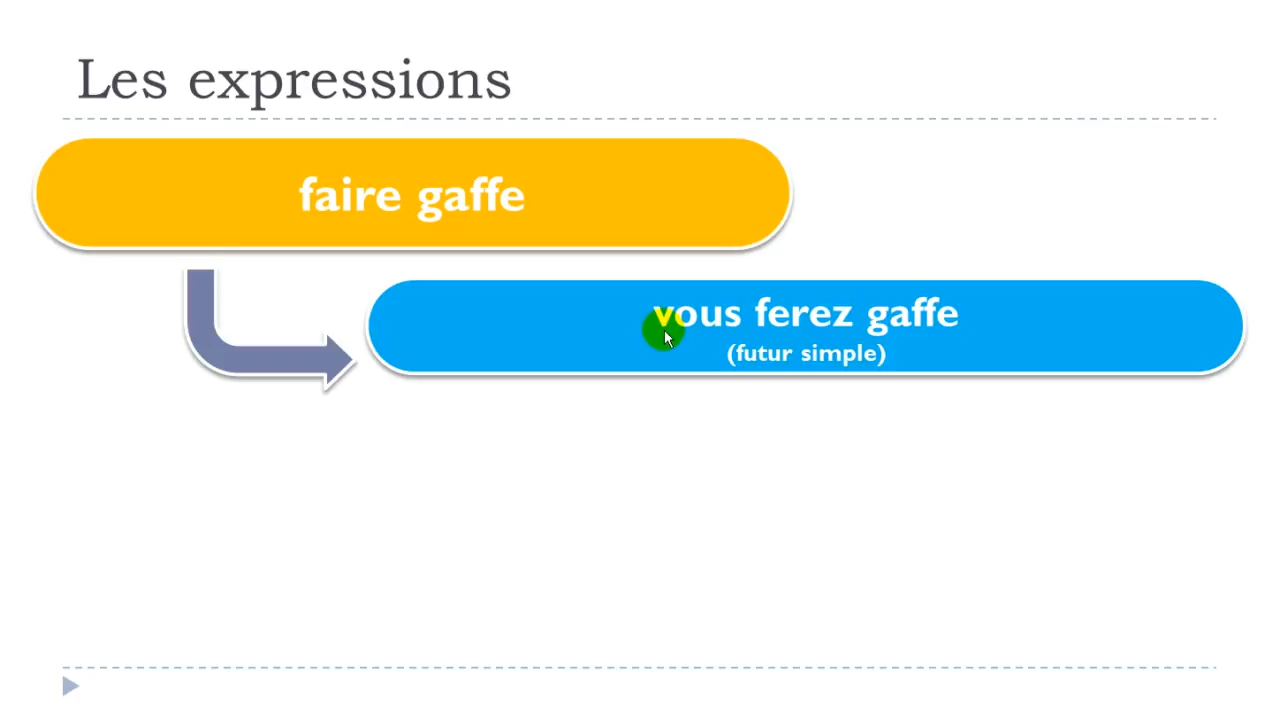 Les expressions
faire gaffe
vous ferez gaffe
(futur simple)